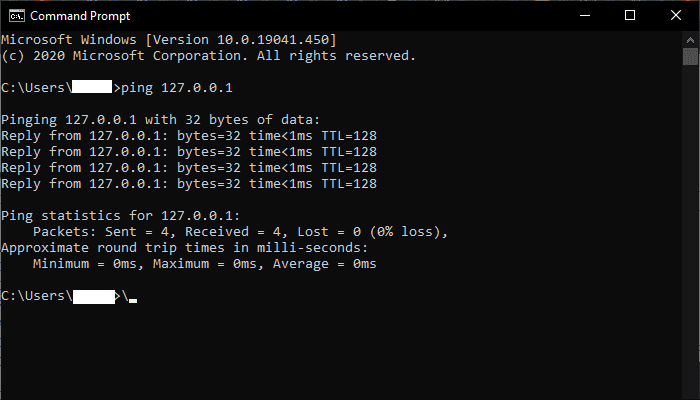 Command Prompt
Microsoft Windows [Version 10.0.19041.450]
(c) 2020 Microsoft Corporation. All rights reserved.
C:\Users\ >ping 127.0.0.1
Pinging 127.0.0.1 with 32 bytes of data:
Reply from 127.0.0.1: bytes=32 time<1ms TTL=128
Reply from 127.0.0.1: bytes=32 time<1ms TTL=128
Reply from 127.0.0.1: bytes=32 time<1ms TTL=128
Reply from 127.0.0.1: bytes=32 time<1ms TTL=128
Ping statistics for 127.0.0.1:
Packets: Sent = 4, Received = 4, Lost = 0 (0% loss),
Approximate round trip times in milli-seconds:
Minimum = 0ms, Maximum = 0ms, Average = 0ms
C:\Users\ >\_